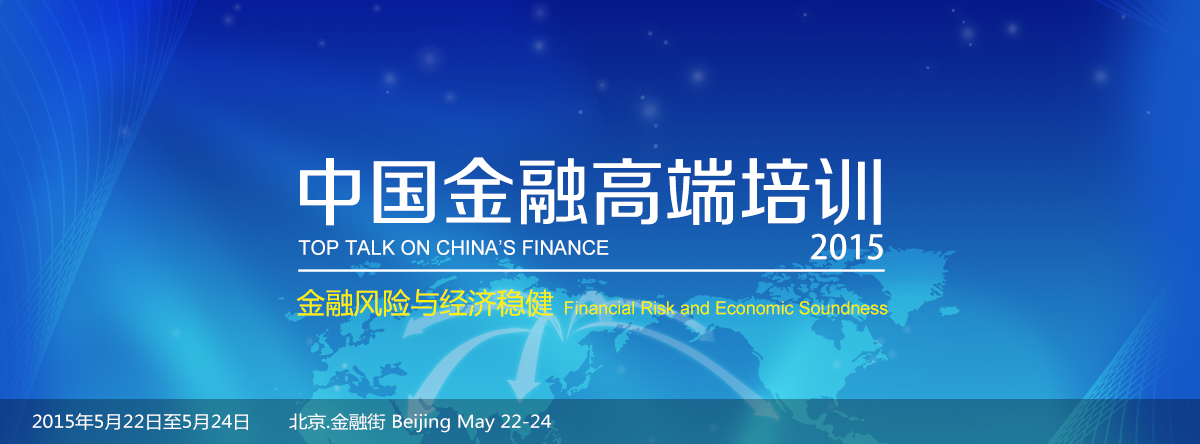 中国金融高端培训
TOP TALK ON CHINA'S FINANCE 2015
金融风险与经济稳健 Financial Risk and Economic Soundness
2015年5月22日至5月24日 北京.金融街 Beijing May 22-24